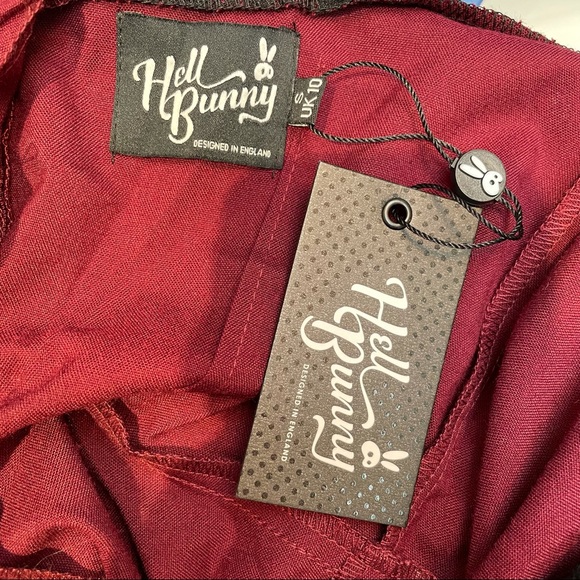 Hell
Bunny
DESIGNED IN ENGLAND
S
UK 10
Hell
Bunny
DESIGNED IN ENGLAND